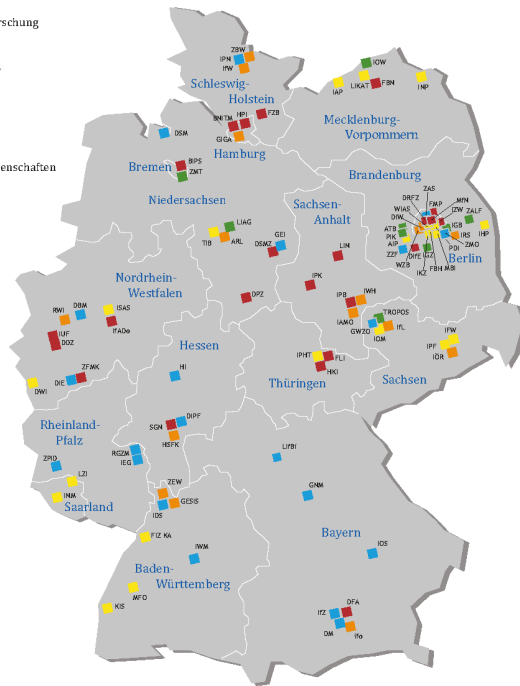 rschung
enschaften
ZBW
IPN
IfW
Schleswig-
Holstein
IOW
IAP
LIKAT
FBN
INP
BNITM
HPI
FZB
GIGA
Mecklenburg-
Vorpommern
DSM
Hamburg
Bremen
BIPS
ZMT
Brandenburg
Niedersachsen
Sachsen-
Anhalt
ZAS
DRFZ
FMP
MfN
WIAS
IZW
DIW
ZALF
ATB
IGB
IHP
PIK
IRS
AIP
ZMO
ZZF
PDI
Berlin
WZB
DIfE
IGZ
IKZ
FBH
MBI
LIAG
TIB
ARL
GEI
DSMZ
LIN
Nordrhein-
Westfalen
IPK
DPZ
IWH
IPB
IAMO
RWI
DBM
ISAS
IfADo
TROPOS
GWZO
IfL
IOM
IUF
DDZ
Hessen
IPHT
FLI
HKI
IFW
IPF
IÖR
ZFMK
DIE
DWI
HI
Thüringen
Sachsen
Rheinland-
Pfalz
SGN
DIPF
HSFK
RGZM
IEG
LIfBi
ZPID
LZI
INM
Saarland
ZEW
GESIS
IDS
GNM
FIZ KA
Bayern
IWM
IOS
Baden-
Württemberg
MFO
KIS
IfZ
DFA
DM
ifo